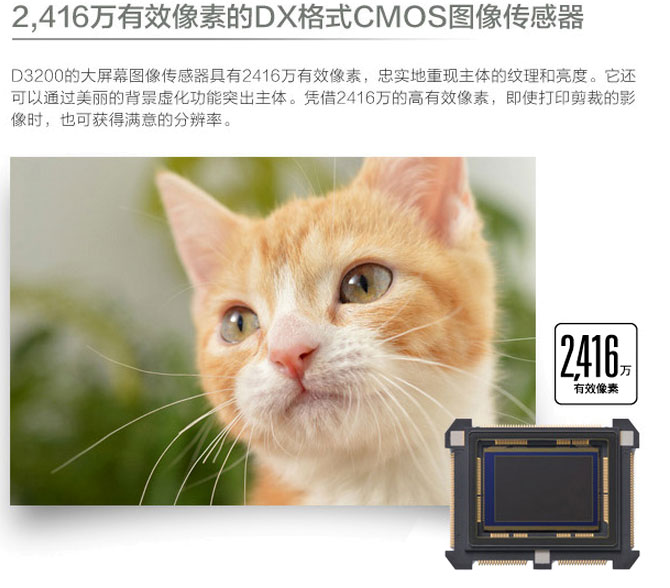 2,416万有效像素的DX格式CMOS图像传感器
D3200的大屏幕图像传感器具有2416万有效像素，忠实地重现主体的纹理和亮度。它还
可以通过美丽的背景虚化功能突出主体。凭借2416万的高有效像素，即使打印剪裁的影
像时，也可获得满意的分辨率。
2,416万
有效像素